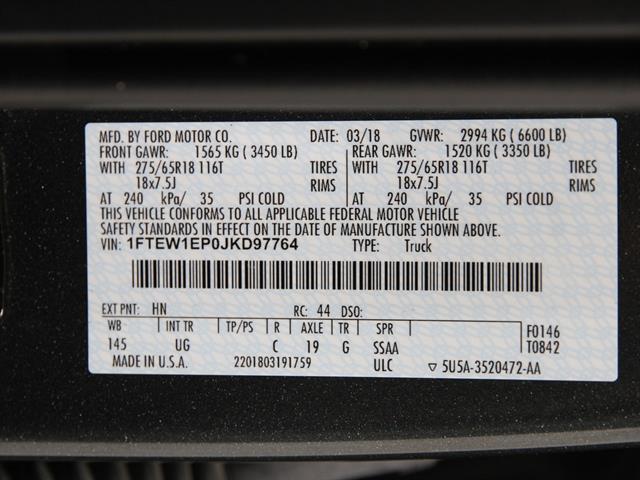 MFD. BY FORD MOTOR CO. DATE: 03/18 GVWR: 2994 KG ( 6600 LB)
FRONT GAWR: 1565 KG ( 3450 LB) REAR GAWR: 1520 KG ( 3350 LB)
WITH 275/65R18 116T TIRES WITH 275/65R18 116T TIRES
18x7.5J RIMS 18x7.5J RIMS
AT 240 kPa/ 35 PSI COLD AT 240 kPa/ 35 PSI COLD
THIS VEHICLE CONFORMS TO ALL APPLICABLE FEDERAL MOTOR VEHICLE
SAFETY STANDARDS IN EFFECT ON THE DATE OF MANUFACTURE SHOWN ABOVE.
VIN: 1FTEW1EP0JKD97764 TYPE: Truck
EXT PNT: HN RC: 44 DSO:
WB INT TR TP/PS R AXLE TR SPR F0146
145 UG C 19 G SSAA T0842
MADE IN U.S.A. 2201803191759 ULC ▽ 5U5A-3520472-AA